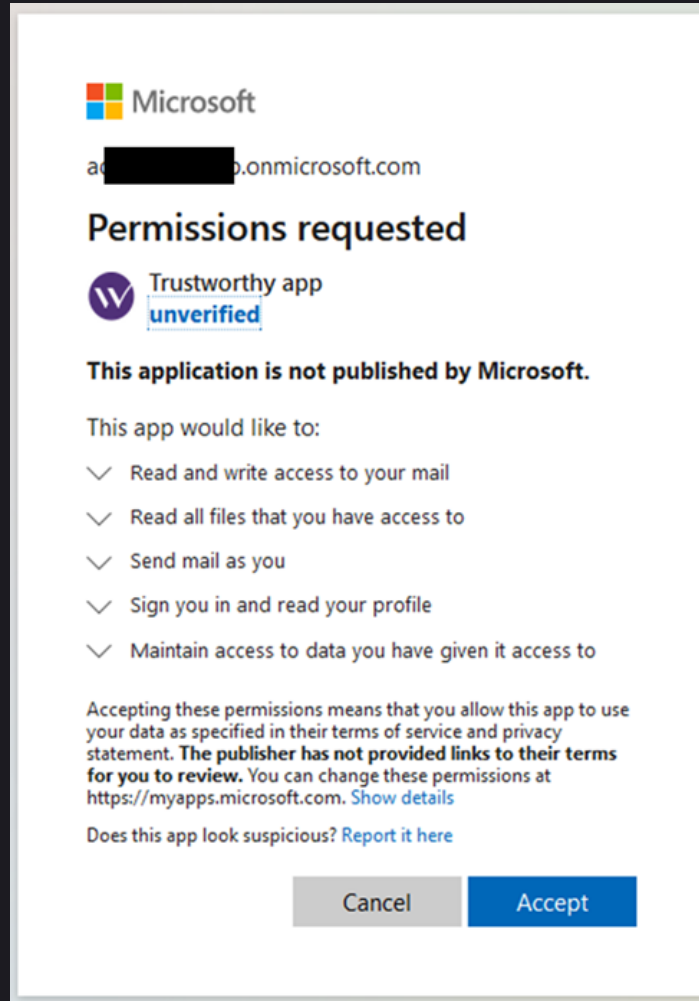 Microsoft
ac p.onmicrosoft.com
Permissions requested
Trustworthy app
unverified
This application is not published by Microsoft.
This app would like to:
Read and write access to your mail
Read all files that you have access to
Send mail as you
Sign you in and read your profile
Maintain access to data you have given it access to
Accepting these permissions means that you allow this app to use
your data as specified in their terms of service and privacy
statement. The publisher has not provided links to their terms
for you to review. You can change these permissions at
https://myapps.microsoft.com. Show details
Does this app look suspicious? Report it here
Cancel Accept